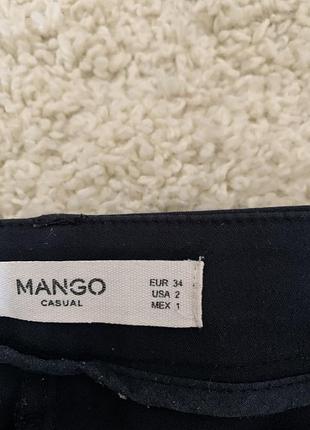 MANGO
CASUAL
EUR 34
USA 2
MEX 1